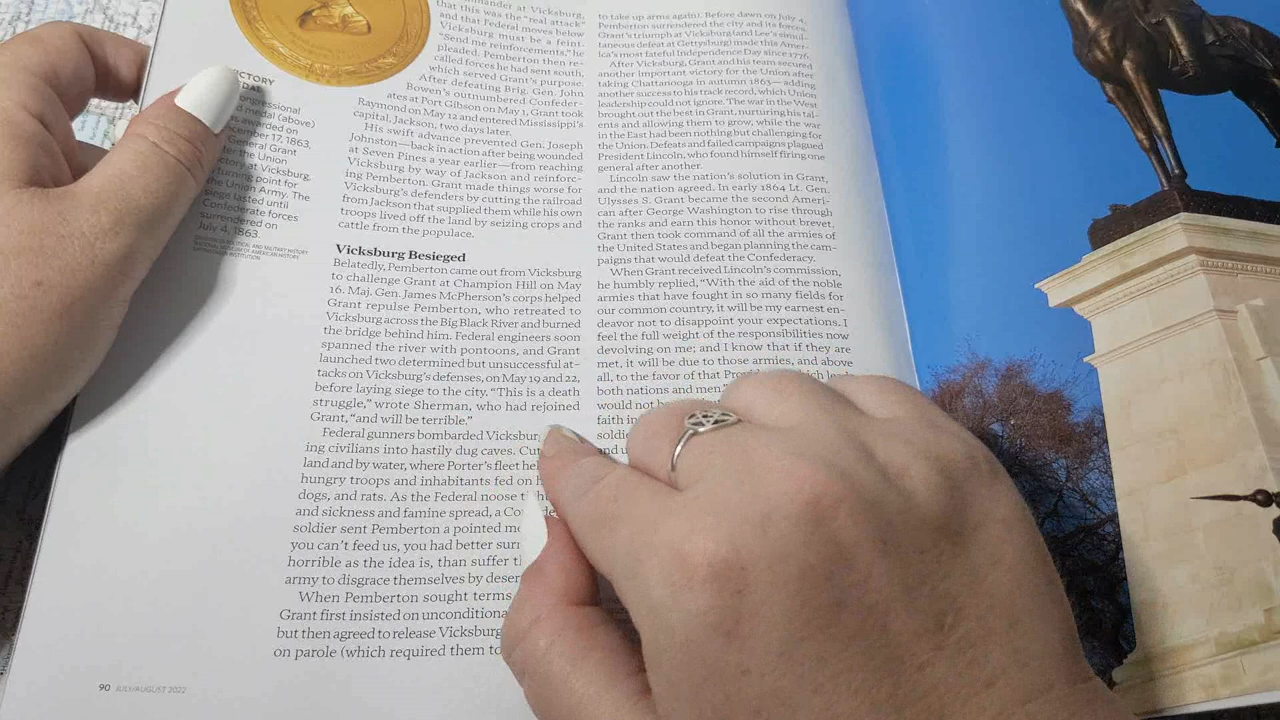 CTORY
DAL
ongressional
d medal (above)
s awarded on
cember 17, 1863,
General Grant
ter the Union
ctory at Vicksburg,
turning point for
the Union Army. The
siege lasted until
Confederate forces
surrendered on
July 4, 1863.
NATIONAL MUSEUM OF AMERICAN HISTORY
mander at Vicksburg,
that this was the "real attack"
and that Federal moves below
Vicksburg must be a feint.
"Send me reinforcements," he
pleaded. Pemberton then re-
called forces he had sent south,
which served Grant's purpose.
After defeating Brig. Gen. John
Bowen's outnumbered Confeder-
ates at Port Gibson on May 1, Grant took
Raymond on May 12 and entered Mississippi's
capital, Jackson, two days later.
His swift advance prevented Gen. Joseph
Johnston—back in action after being wounded
at Seven Pines a year earlier—from reaching
Vicksburg by way of Jackson and reinforc-
ing Pemberton. Grant made things worse for
Vicksburg's defenders by cutting the railroad
from Jackson that supplied them while his own
troops lived off the land by seizing crops and
cattle from the populace.
Vicksburg Besieged
Belatedly, Pemberton came out from Vicksburg
to challenge Grant at Champion Hill on May
16. Maj. Gen. James McPherson's corps helped
Grant repulse Pemberton, who retreated to
Vicksburg across the Big Black River and burned
the bridge behind him. Federal engineers soon
spanned the river with pontoons, and Grant
launched two determined but unsuccessful at-
tacks on Vicksburg's defenses, on May 19 and 22,
before laying siege to the city. "This is a death
struggle," wrote Sherman, who had rejoined
Grant, "and will be terrible."
Federal gunners bombarded Vicksbur
ing civilians into hastily dug caves. Cut
land and by water, where Porter's fleet hel
hungry troops and inhabitants fed on
dogs, and rats. As the Federal noose
and sickness and famine spread, a Co
soldier sent Pemberton a pointed
you can't feed us, you had better
horrible as the idea is, than suffer
army to disgrace themselves by
When Pemberton sought terms
Grant first insisted on unconditiona
but then agreed to release Vicksburg
on parole (which required them to
to take up arms again). Before dawn on July 4,
Pemberton surrendered the city and its forces.
Grant's triumph at Vicksburg (and Lee's simul-
taneous defeat at Gettysburg) made this Amer-
ica's most fateful Independence Day since 1776.
After Vicksburg, Grant and his team secured
another important victory for the Union after
taking Chattanooga in autumn 1863—adding
another success to his track record, which Union
leadership could not ignore. The war in the West
brought out the best in Grant, nurturing his tal-
ents and allowing them to grow, while the war
in the East had been nothing but challenging for
the Union. Defeats and failed campaigns plagued
President Lincoln, who found himself firing one
general after another.
Lincoln saw the nation's solution in Grant,
and the nation agreed. In early 1864 Lt. Gen.
Ulysses S. Grant became the second Ameri-
can after George Washington to rise through
the ranks and earn this honor without brevet.
Grant then took command of all the armies of
the United States and began planning the cam-
paigns that would defeat the Confederacy.
When Grant received Lincoln's commission,
he humbly replied, "With the aid of the noble
armies that have fought in so many fields for
our common country, it will be my earnest en-
deavor not to disappoint your expectations. I
feel the full weight of the responsibilities now
devolving on me; and I know that if they are
met, it will be due to those armies, and above
all, to the favor of that
both nations and men."
would not
faith in
soldie
and u
90 JULY/AUGUST 2022